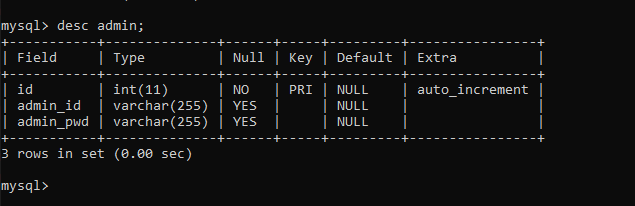 mysql> desc admin;
+-----------+--------------+------+-----+---------+----------------+
| Field     | Type         | Null | Key | Default | Extra          |
+-----------+--------------+------+-----+---------+----------------+
| id        | int(11)      | NO   | PRI | NULL    | auto_increment |
| admin_id  | varchar(255) | YES  |     | NULL    |                |
| admin_pwd | varchar(255) | YES  |     | NULL    |                |
+-----------+--------------+------+-----+---------+----------------+
3 rows in set (0.00 sec)
mysql>